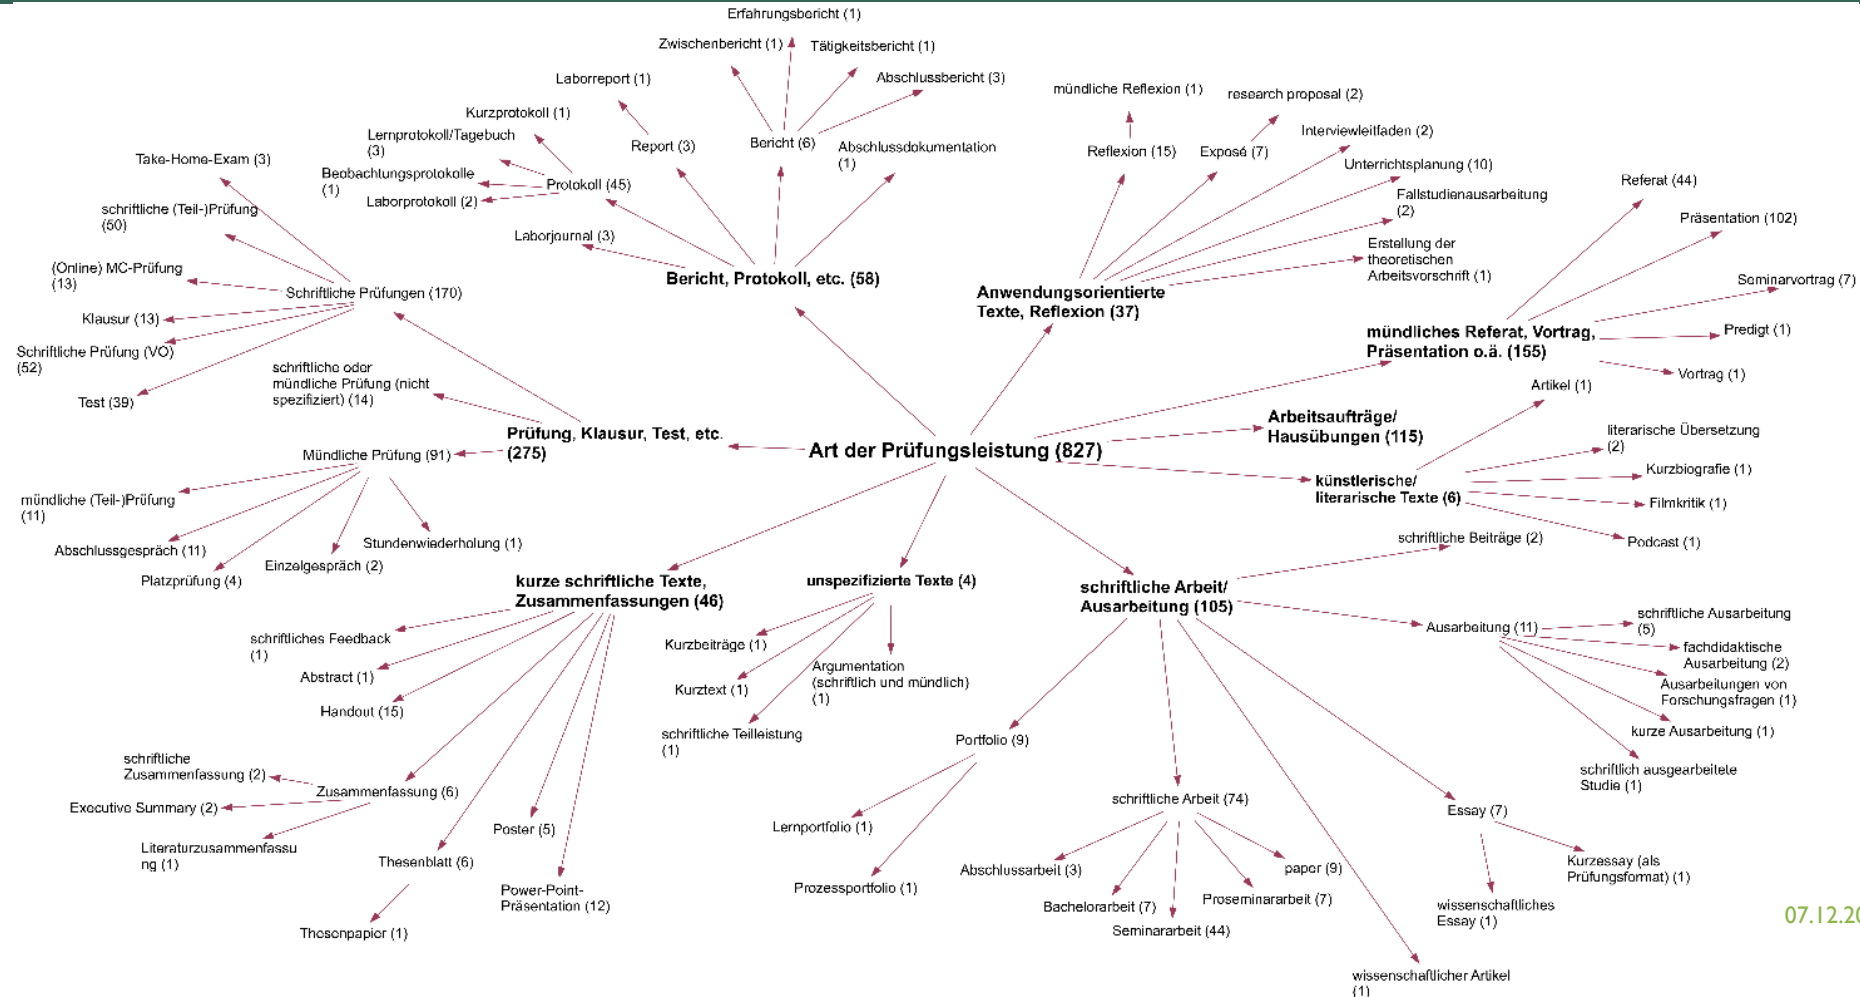 Erfahrungsbericht (1)
Zwischenbericht (1)
Tätigkeitsbericht (1)
Laborreport (1)
Abschlussbericht (3)
Kurzprotokoll (1)
Lernprotokoll/Tagebuch
(3)
Report (3)
Bericht (6)
Abschlussdokumentation
(1)
Beobachtungsprotokolle
(1)
Protokoll (45)
Laborprotokoll (2)
Laborjournal (3)
Bericht, Protokoll, etc. (58)
mündliche Reflexion (1)
research proposal (2)
Interviewleitfaden (2)
Reflexion (15)
Exposé (7)
Unterrichtsplanung (10)
Fallstudienausarbeitung
(2)
Erstellung der
theoretischen
Arbeitsvorschrift (1)
Anwendungsorientierte
Texte, Reflexion (37)
Referat (44)
Präsentation (102)
Seminarvortrag (7)
mündliches Referat, Vortrag,
Präsentation o.ä. (155)
Predigt (1)
Vortrag (1)
Take-Home-Exam (3)
schriftliche (Teil-)Prüfung
(50)
(Online) MC-Prüfung
(13)
Schriftliche Prüfungen (170)
Klausur (13)
Schriftliche Prüfung (VO)
(52)
Test (39)
schriftliche oder
mündliche Prüfung (nicht
spezifiziert) (14)
Prüfung, Klausur, Test, etc.
(275)
Art der Prüfungsleistung (827)
Arbeitsaufträge/
Hausübungen (115)
Artikel (1)
literarische Übersetzung
(2)
Kurzbiografie (1)
künstlerische/
literarische Texte (6)
Filmkritik (1)
Podcast (1)
Mündliche Prüfung (91)
mündliche (Teil-)Prüfung
(11)
Abschlussgespräch (11)
Platzprüfung (4)
Einzelgespräch (2)
Stundenwiederholung (1)
kurze schriftliche Texte,
Zusammenfassungen (46)
schriftliches Feedback
(1)
Abstract (1)
Handout (15)
schriftliche
Zusammenfassung (2)
Zusammenfassung (6)
Executive Summary (2)
Literaturzusammenfassu
ng (1)
Thesenblatt (6)
Thesenpapier (1)
Poster (5)
Power-Point-
Präsentation (12)
unspezifizierte Texte (4)
Kurzbeiträge (1)
Kurztext (1)
schriftliche Teilleistung
(1)
Argumentation
(schriftlich und mündlich)
(1)
schriftliche Arbeit/
Ausarbeitung (105)
schriftliche Beiträge (2)
Ausarbeitung (11)
schriftliche Ausarbeitung
(5)
fachdidaktische
Ausarbeitung (2)
Ausarbeitungen von
Forschungsfragen (1)
kurze Ausarbeitung (1)
schriftlich ausgearbeitete
Studie (1)
Portfolio (9)
Lernportfolio (1)
Prozessportfolio (1)
schriftliche Arbeit (74)
Abschlussarbeit (3)
Bachelorarbeit (7)
Seminararbeit (44)
Proseminararbeit (7)
paper (9)
Essay (7)
Kurzessay (als
Prüfungsformat) (1)
wissenschaftliches
Essay (1)
wissenschaftlicher Artikel
(1)
07.12.20